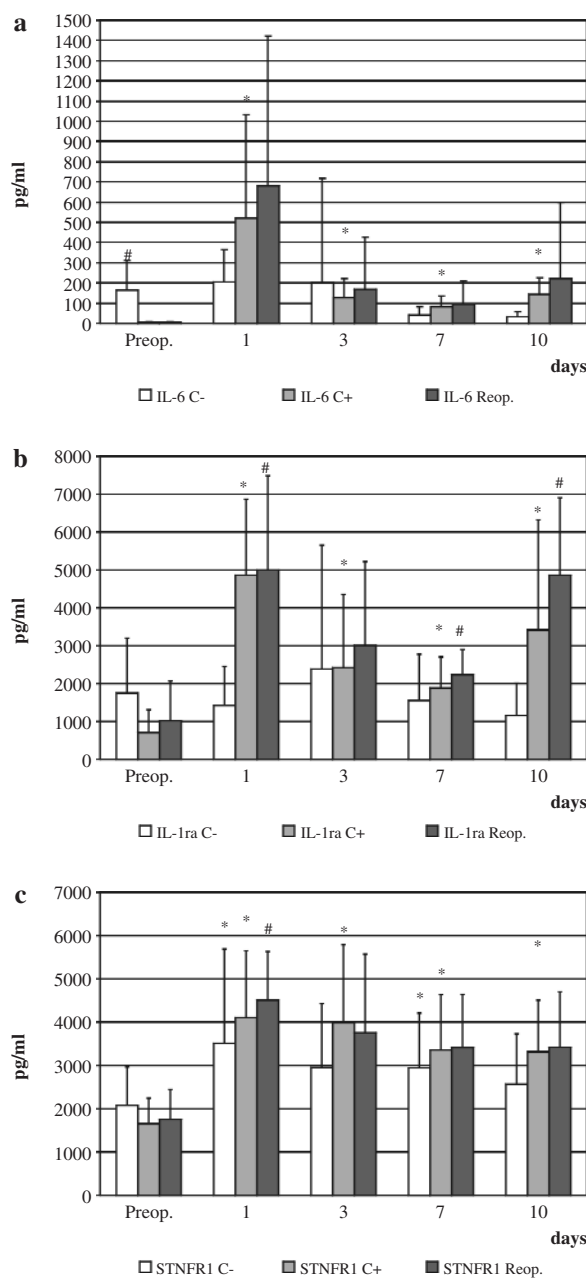 a
pg/ml
1500
1400
1300
1200
1100
1000
900
800
700
600
500
400
300
200
100
0
#
*
*
*
*
Preop. 1 3 7 10
days
IL-6 C- IL-6 C+ IL-6 Reop.
b
pg/ml
8000
7000
6000
5000
4000
3000
2000
1000
0
* # * * # * #
Preop. 1 3 7 10
days
IL-1ra C- IL-1ra C+ IL-1ra Reop.
c
pg/ml
7000
6000
5000
4000
3000
2000
1000
0
* * # * * * *
Preop. 1 3 7 10
days
STNFR1 C- STNFR1 C+ STNFR1 Reop.